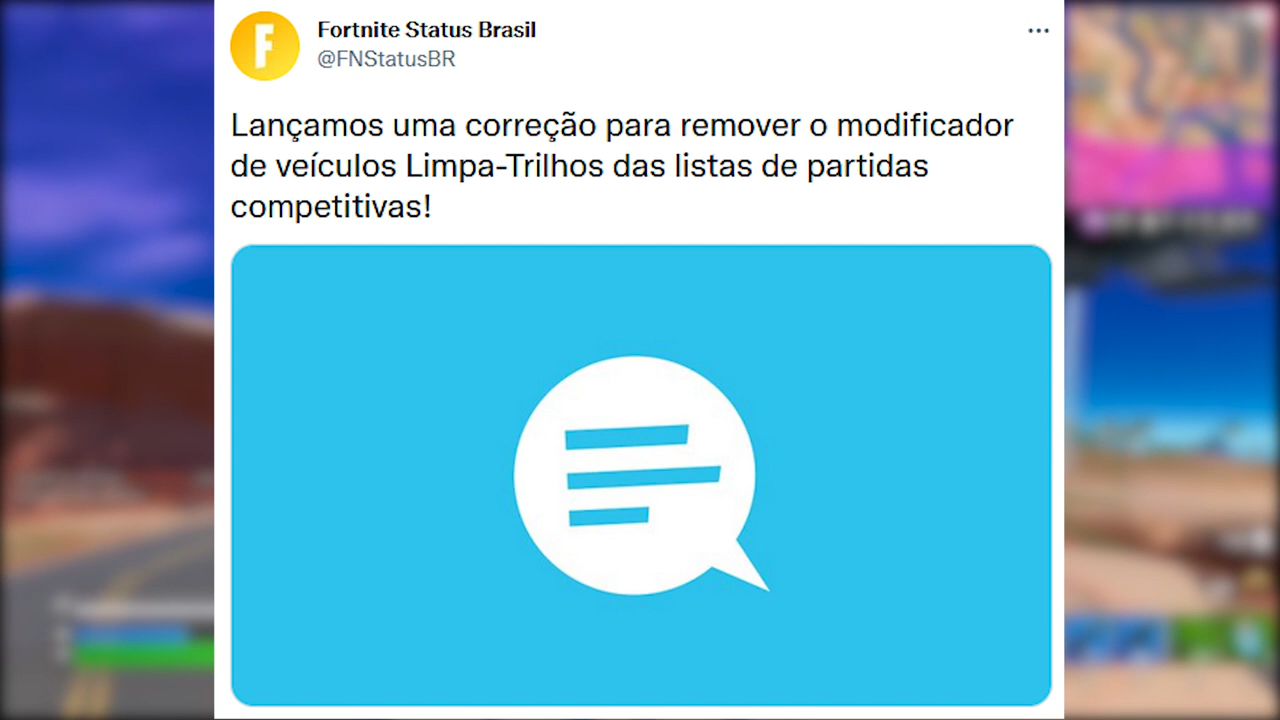 Fortnite Status Brasil
@FNStatusBR
Lançamos uma correção para remover o modificador
de veículos Limpa-Trilhos das listas de partidas
competitivas!